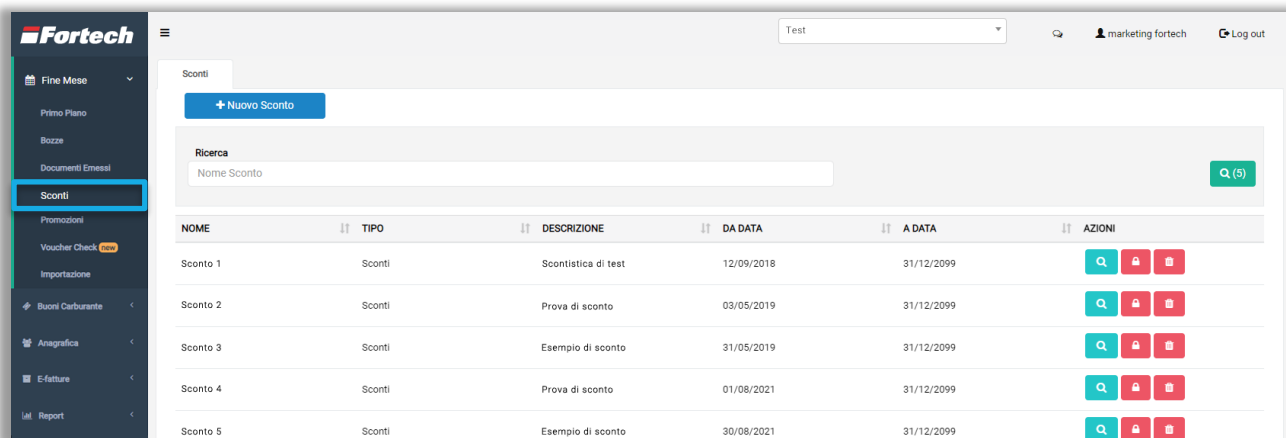 Fortech
Test
marketing fortech
Log out
Fine Mese
Primo Piano
Bozze
Documenti Emessi
Sconti
Promozioni
Voucher Check new
Importazione
Buoni Carburante
Anagrafica
E-fatture
Report
Sconti
+ Nuovo Sconto
Ricerca
Nome Sconto
(5)
NOME TIPO DESCRIZIONE DA DATA A DATA AZIONI
Sconto 1 Sconti Scontistica di test 12/09/2018 31/12/2099
Sconto 2 Sconti Prova di sconto 03/05/2019 31/12/2099
Sconto 3 Sconti Esempio di sconto 31/05/2019 31/12/2099
Sconto 4 Sconti Prova di sconto 01/08/2021 31/12/2099
Sconto 5 Sconti Esempio di sconto 30/08/2021 31/12/2099